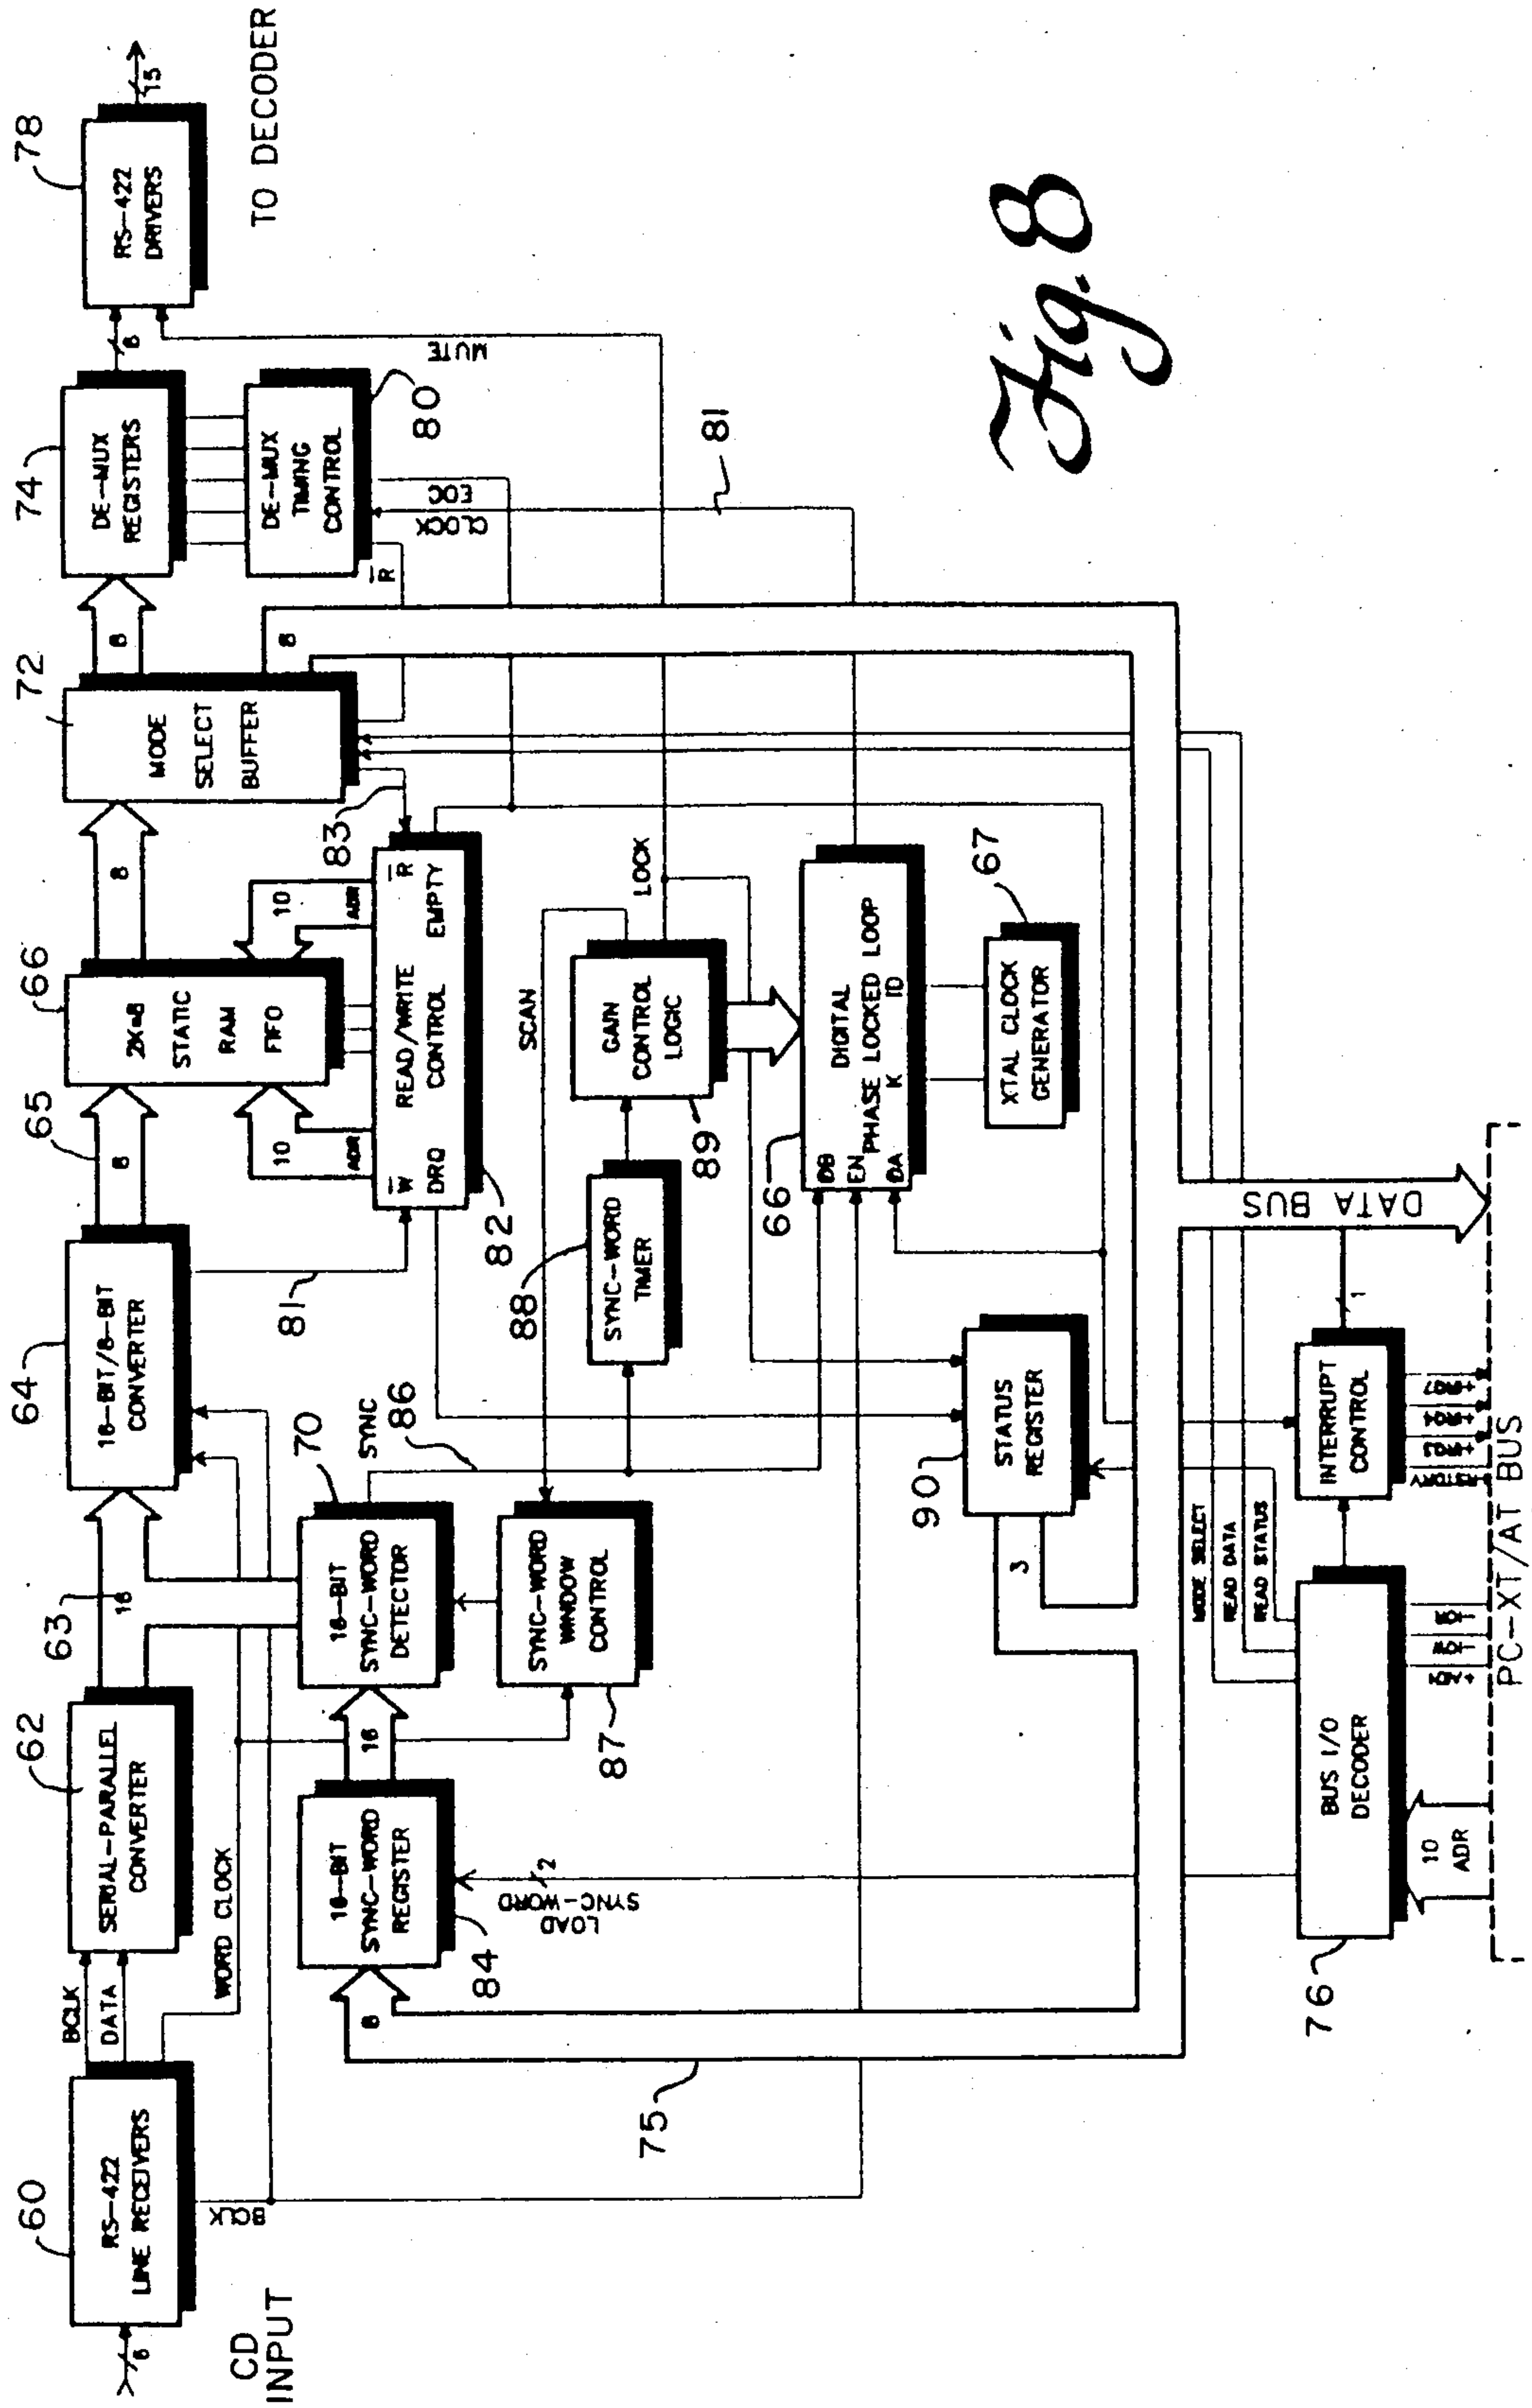 60
RS-422
LINE RECEIVERS
6
CD
INPUT
BCLK
DATA
WORD CLOCK
BCLK
62
SERIAL-PARALLEL
CONVERTER
63
16
64
16-BIT/8-BIT
CONVERTER
65
8
66
2K×8
STATIC
RAM
FIFO
8
72
MODE
SELECT
BUFFER
8
8
74
DE-MUX
REGISTERS
8
78
RS-422
DRIVERS
15
TO DECODER
DE-MUX
TIMING
CONTROL
80
R
CLOCK
EOC
MUTE
81
81
10
ADR
10
ADR
83
W
READ/WRITE
R
DRQ
CONTROL
EMPTY
82
8
16-BIT
SYNC-WORD
REGISTER
84
LOAD
SYNC-WORD
2
16
70
16-BIT
SYNC-WORD
DETECTOR
SYNC
86
SYNC-WORD
WINDOW
CONTROL
87
SCAN
88
SYNC-WORD
TIMER
GAIN
CONTROL
LOGIC
89
LOCK
66
DB
EN
DA
DIGITAL
PHASE LOCKED LOOP
K
ID
XTAL CLOCK
GENERATOR
67
75
90
STATUS
REGISTER
3
MODE SELECT
READ DATA
READ STATUS
DATA BUS
76
BUS I/O
DECODER
10
ADR
INTERRUPT
CONTROL
1
PC-XT/AT BUS
Fig. 8